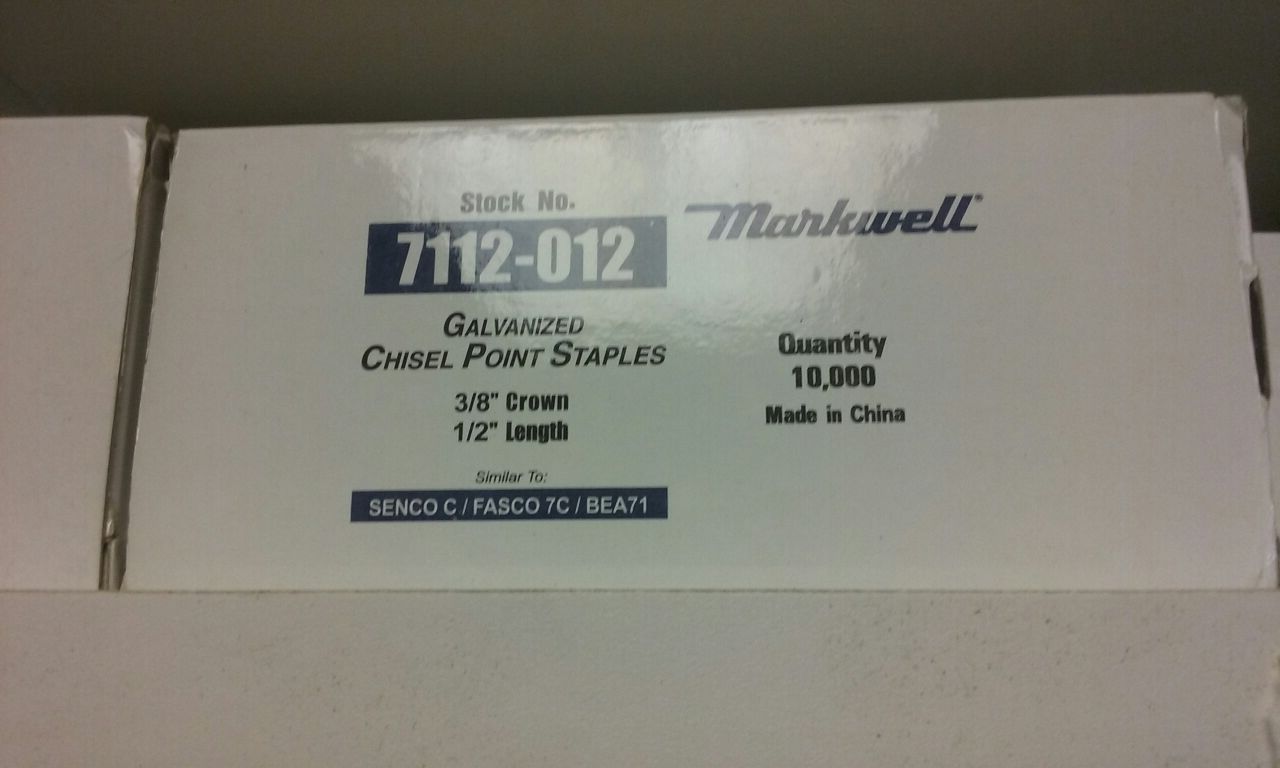 Stock No.
7112-012
Markwell
GALVANIZED
CHISEL POINT STAPLES
3/8" Crown
1/2" Length
Similar To:
SENCO C / FASCO 7C / BEA71
Quantity
10,000
Made in China